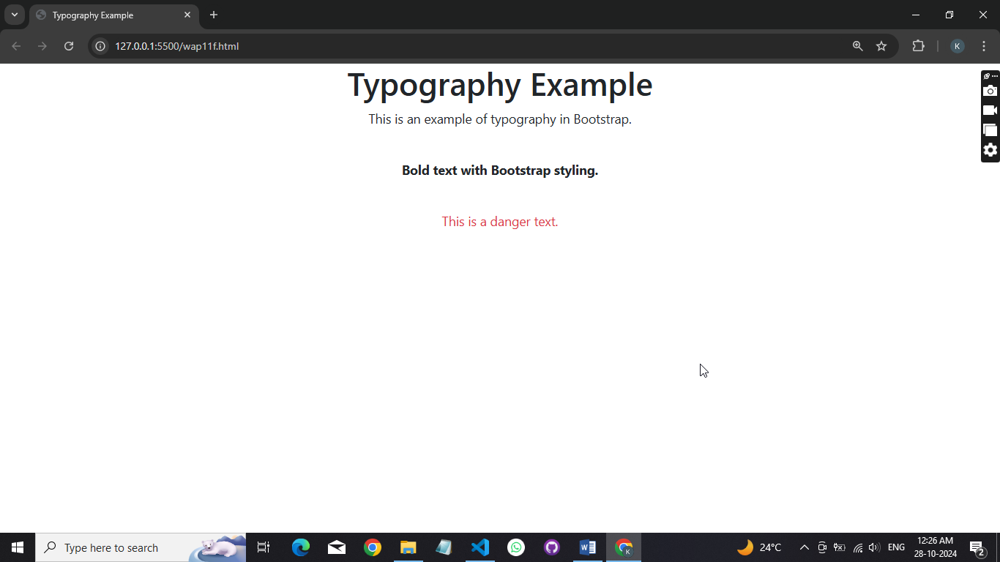 Typography Example
127.0.0.1:5500/wap11f.html
K
Typography Example
This is an example of typography in Bootstrap.
Bold text with Bootstrap styling.
This is a danger text.
Type here to search
K
24°C
ENG
12:26 AM
28-10-2024
2